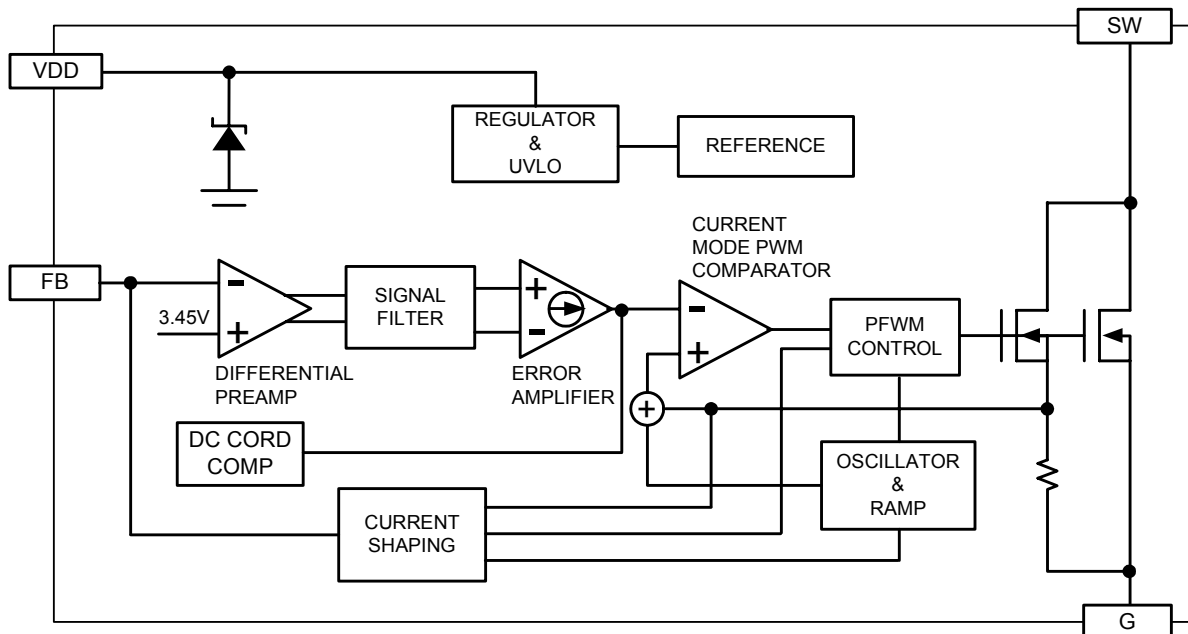 SW
VDD
REGULATOR
&
UVLO
REFERENCE
CURRENT
MODE PWM
COMPARATOR
FB
3.45V
-
+
DIFFERENTIAL
PREAMP
SIGNAL
FILTER
+
-
ERROR
AMPLIFIER
-
+
PFWM
CONTROL
+
DC CORD
COMP
OSCILLATOR
&
RAMP
CURRENT
SHAPING
G